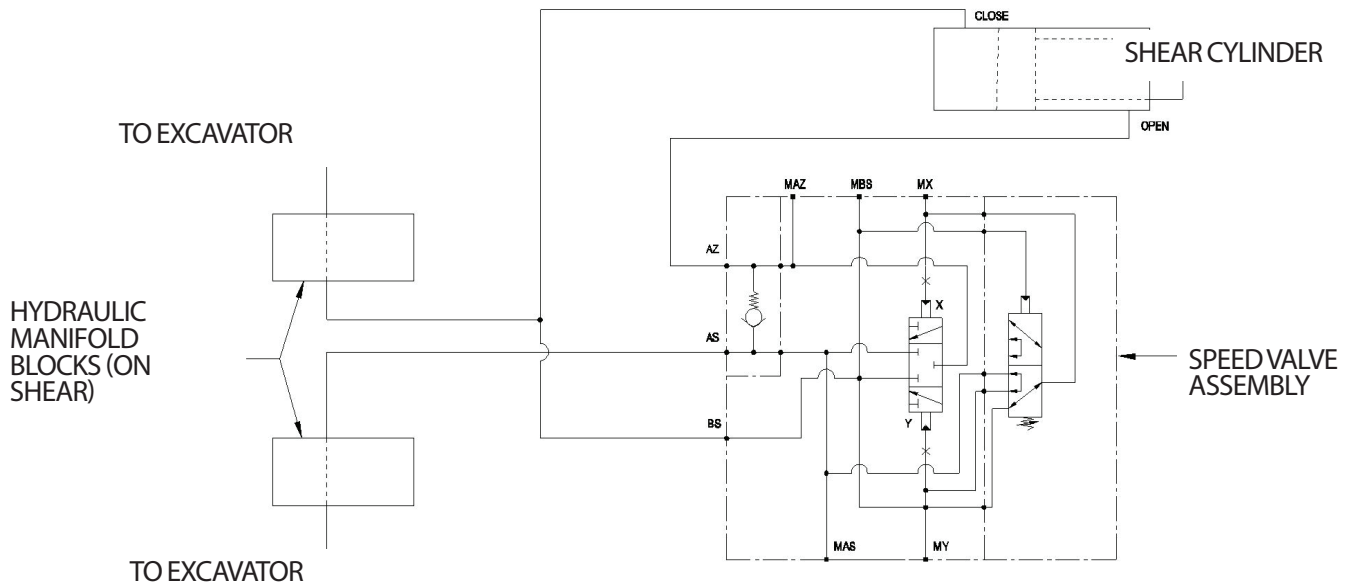 CLOSE
SHEAR CYLINDER
OPEN
TO EXCAVATOR
HYDRAULIC
MANIFOLD
BLOCKS (ON
SHEAR)
MAZ
MBS
MX
AZ
X
AS
BS
Y
MAS
MY
SPEED VALVE
ASSEMBLY
TO EXCAVATOR